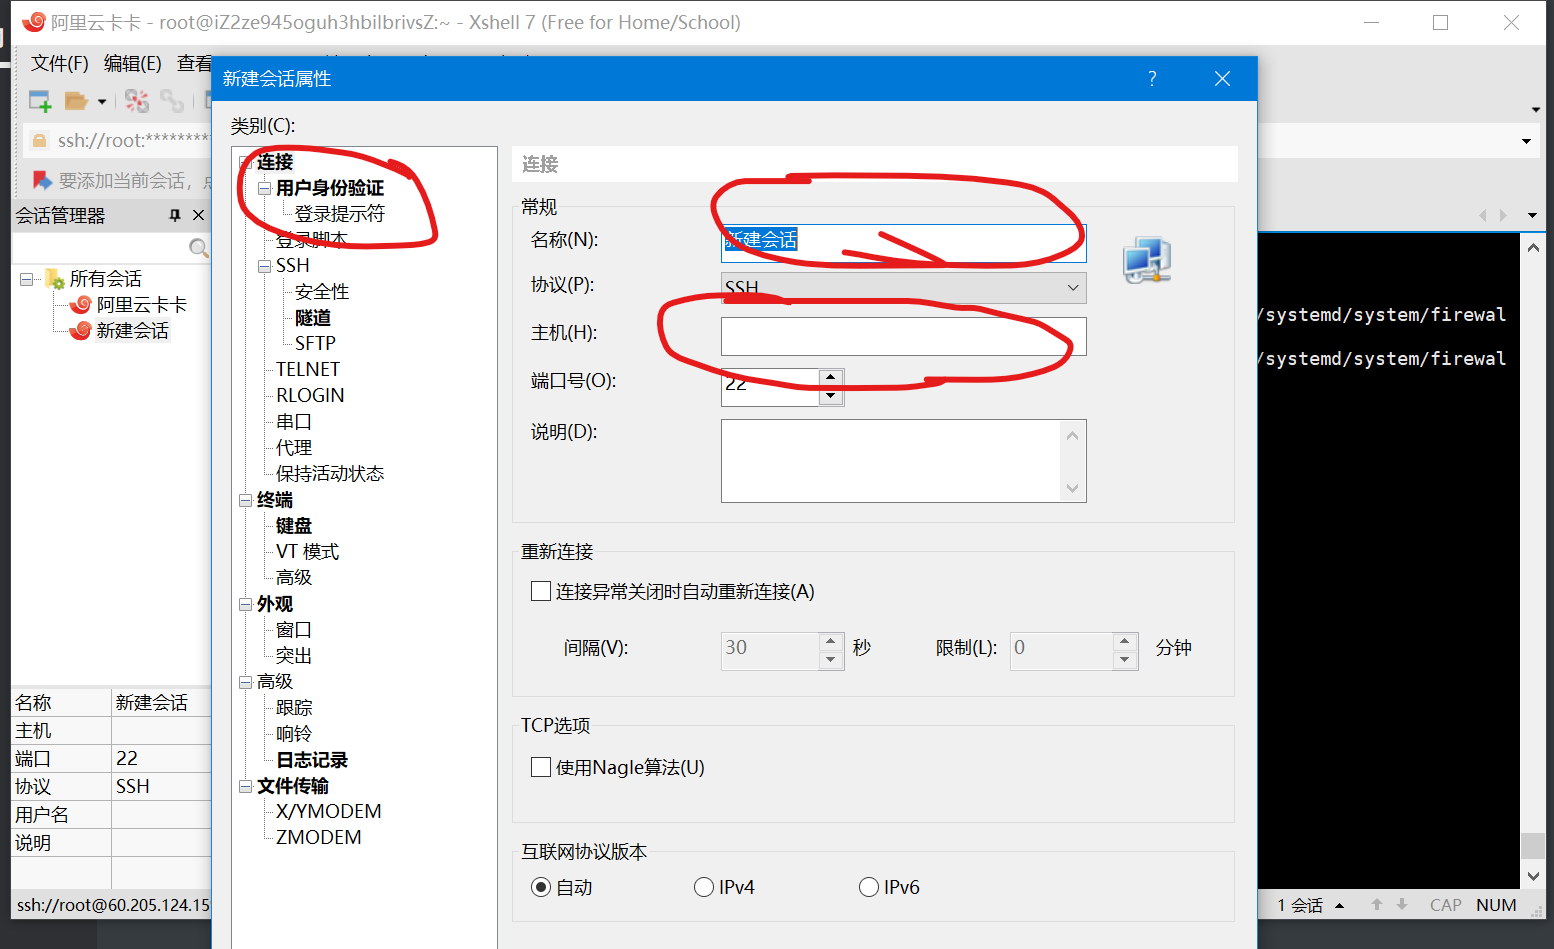 阿里云卡卡 - root@iZ2ze945oguh3hbilbrivsZ:~ - Xshell 7 (Free for Home/School)
文件(F) 编辑(E) 查看
新建会话属性
ssh://root:*********
要添加当前会话，
会话管理器
所有会话
阿里云卡卡
新建会话
名称 新建会话
主机
端口 22
协议 SSH
用户名
说明
ssh://root@60.205.124.15
类别(C):
连接
用户身份验证
登录提示符
登录脚本
SSH
安全性
隧道
SFTP
TELNET
RLOGIN
串口
代理
保持活动状态
终端
键盘
VT 模式
高级
外观
窗口
突出
高级
跟踪
响铃
日志记录
文件传输
X/YMODEM
ZMODEM
连接
常规
名称(N): 新建会话
协议(P): SSH
主机(H):
端口号(O): 22
说明(D):
重新连接
连接异常关闭时自动重新连接(A)
间隔(V): 30 秒 限制(L): 0 分钟
TCP选项
使用Nagle算法(U)
互联网协议版本
自动 IPv4 IPv6
/systemd/system/firewal
/systemd/system/firewal
1 会话 CAP NUM